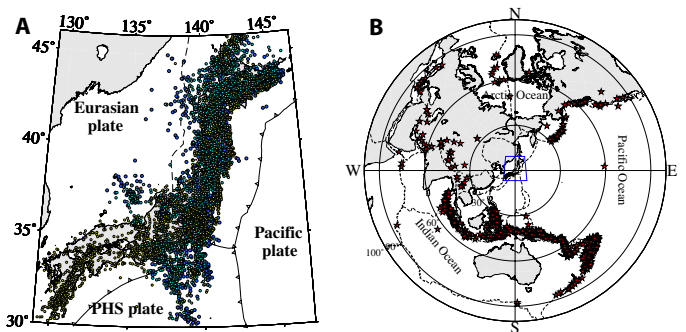 A
130° 135° 140° 145°
45°
Eurasian
plate
40°
35°
Pacific
plate
PHS plate
30°
B
N
Arctic Ocean
Pacific Ocean
W
E
30
60
Indian Ocean
90°
100°
S